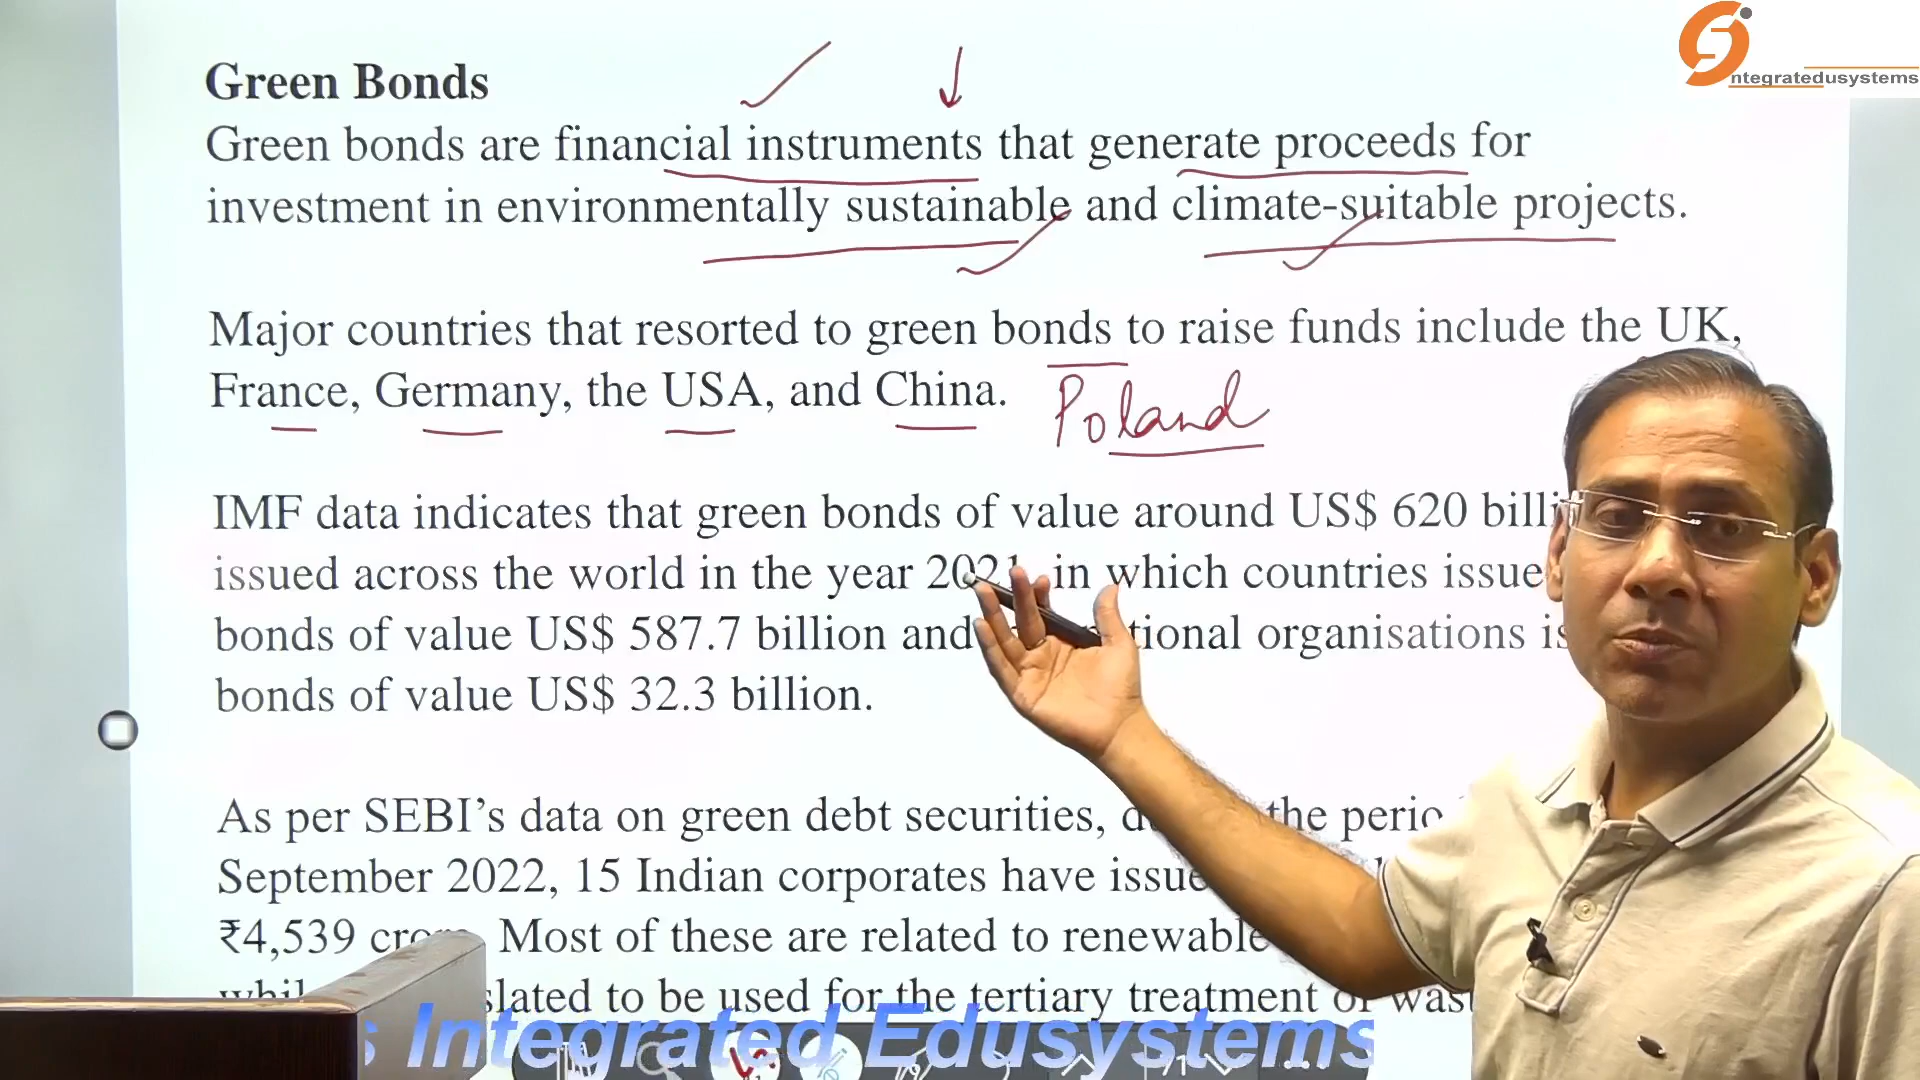 ntegratedusystems
Green Bonds
Green bonds are financial instruments that generate proceeds for
investment in environmentally sustainable and climate-suitable projects.
Major countries that resorted to green bonds to raise funds include the UK,
France, Germany, the USA, and China. Poland
IMF data indicates that green bonds of value around US$ 620 billi
issued across the world in the year 2021, in which countries issue
bonds of value US$ 587.7 billion and tional organisations is
bonds of value US$ 32.3 billion.
As per SEBI’s data on green debt securities, the perio
September 2022, 15 Indian corporates have issue
₹4,539 crore. Most of these are related to renewable
slated to be used for the tertiary treatment of wast
s Integrated Edusystems